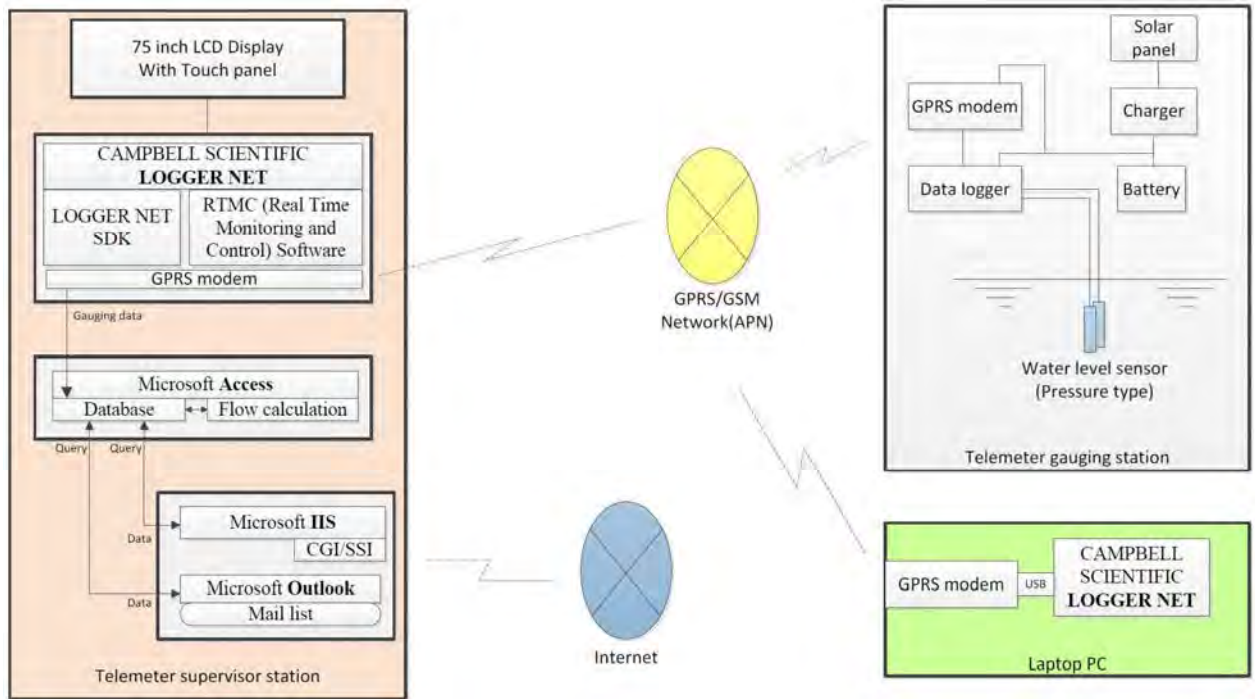 75 inch LCD Display
With Touch panel
CAMPBELL SCIENTIFIC
LOGGER NET
LOGGER NET
SDK
RTMC (Real Time
Monitoring and
Control) Software
GPRS modem
Gauging data
Microsoft Access
Database
Flow calculation
Query
Query
Microsoft IIS
Data
CGI/SSI
Microsoft Outlook
Data
Mail list
Telemeter supervisor station
GPRS/GSM
Network(APN)
Internet
Solar
panel
GPRS modem
Charger
Data logger
Battery
Water level sensor
(Pressure type)
Telemeter gauging station
GPRS modem
USB
CAMPBELL
SCIENTIFIC
LOGGER NET
Laptop PC